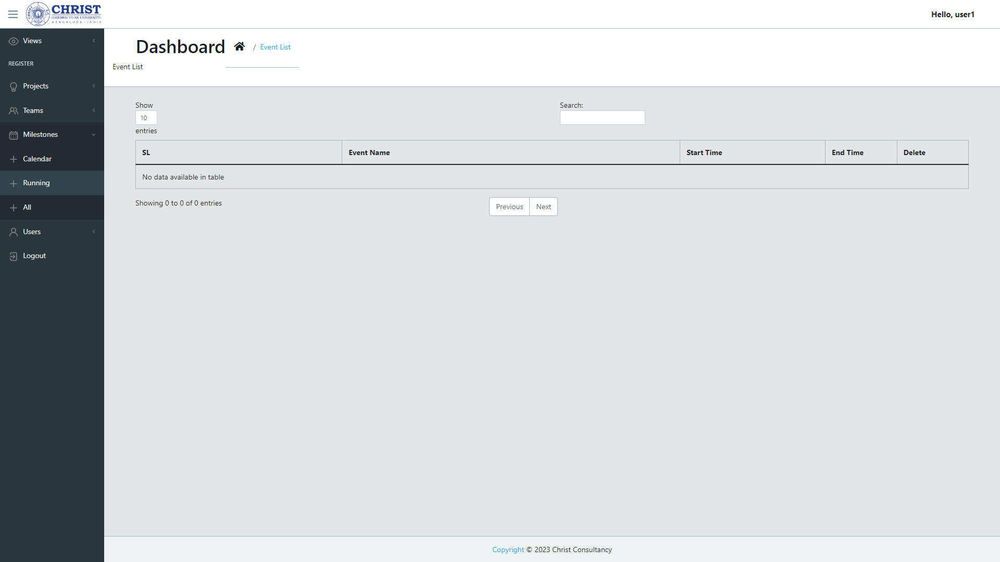 CHRIST
(DEEMED TO BE UNIVERSITY)
BANGALORE · INDIA
Hello, user1
Views
REGISTER
Projects
Teams
Milestones
Calendar
Running
All
Users
Logout
Dashboard / Event List
Event List
Show
10
entries
Search:
SL Event Name Start Time End Time Delete
No data available in table
Showing 0 to 0 of 0 entries
Previous Next
Copyright © 2023 Christ Consultancy